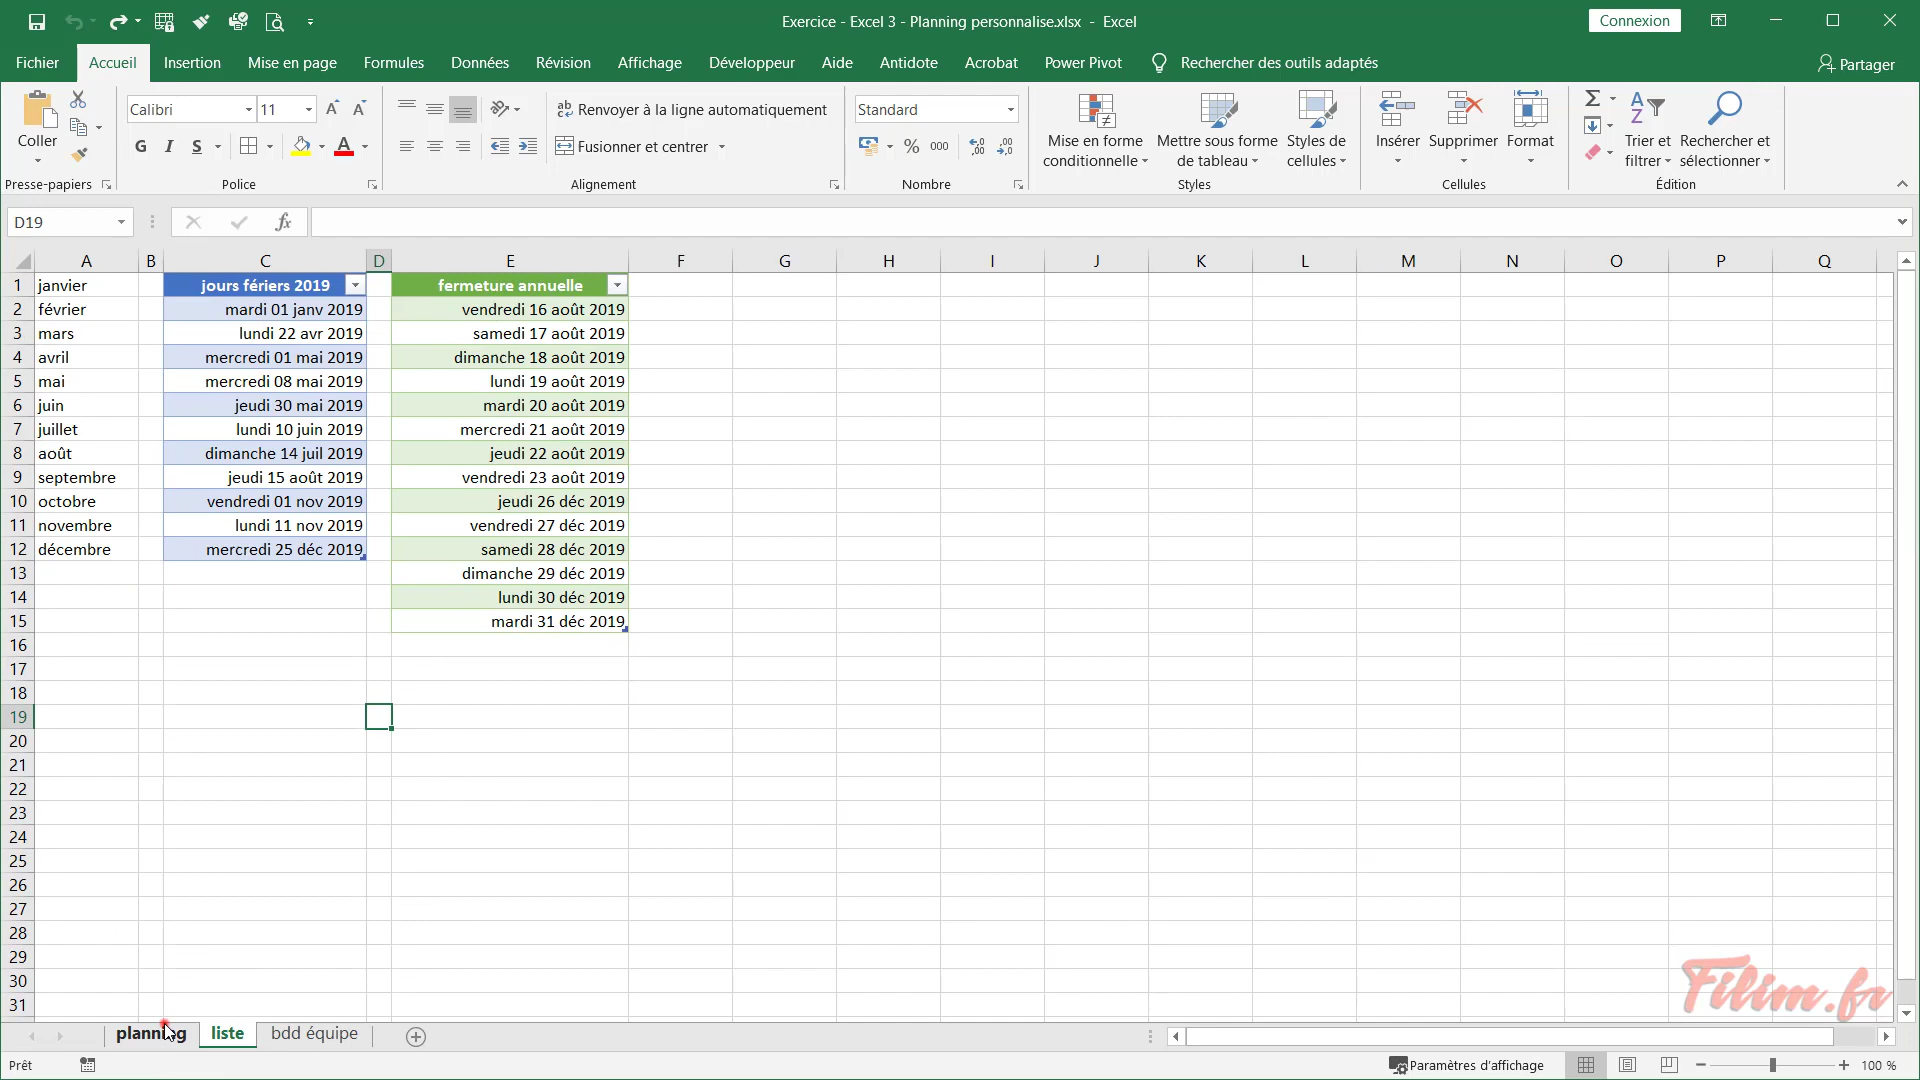 Exercice - Excel 3 - Planning personnalise.xlsx - Excel
Connexion
Fichier Accueil Insertion Mise en page Formules Données Révision Affichage Développeur Aide Antidote Acrobat Power Pivot Rechercher des outils adaptés Partager
Coller
Calibri 11
G I S
A
ab Renvoyer à la ligne automatiquement
Fusionner et centrer
Standard
% 000
Mise en forme conditionnelle
Mettre sous forme de tableau
Styles de cellules
Insérer
Supprimer
Format
Trier et filtrer
Rechercher et sélectionner
Presse-papiers Police Alignement Nombre Styles Cellules Édition
D19 fx
A B C D E F G H I J K L M N O P Q
1 janvier jours fériers 2019 fermeture annuelle
2 février mardi 01 janv 2019 vendredi 16 août 2019
3 mars lundi 22 avr 2019 samedi 17 août 2019
4 avril mercredi 01 mai 2019 dimanche 18 août 2019
5 mai mercredi 08 mai 2019 lundi 19 août 2019
6 juin jeudi 30 mai 2019 mardi 20 août 2019
7 juillet lundi 10 juin 2019 mercredi 21 août 2019
8 août dimanche 14 juil 2019 jeudi 22 août 2019
9 septembre jeudi 15 août 2019 vendredi 23 août 2019
10 octobre vendredi 01 nov 2019 jeudi 26 déc 2019
11 novembre lundi 11 nov 2019 vendredi 27 déc 2019
12 décembre mercredi 25 déc 2019 samedi 28 déc 2019
13 dimanche 29 déc 2019
14 lundi 30 déc 2019
15 mardi 31 déc 2019
16
17
18
19
20
21
22
23
24
25
26
27
28
29
30
31
Filim.fr
planning liste bdd équipe
Prêt Paramètres d'affichage 100 %